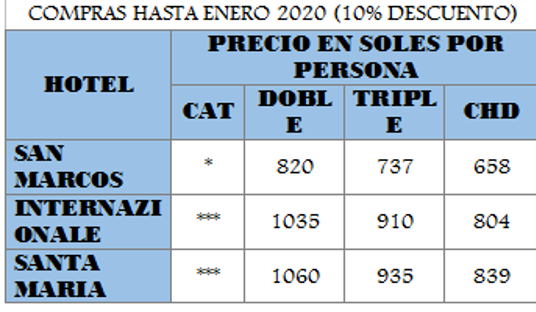 COMPRAS HASTA ENERO 2020 (10% DESCUENTO)
HOTEL
PRECIO EN SOLES POR
PERSONA
CAT
DOBL
E
TRIPL
E
CHD
SAN
MARCOS
* 820 737 658
INTERNAZI
ONALE
*** 1035 910 804
SANTA
MARIA
*** 1060 935 839